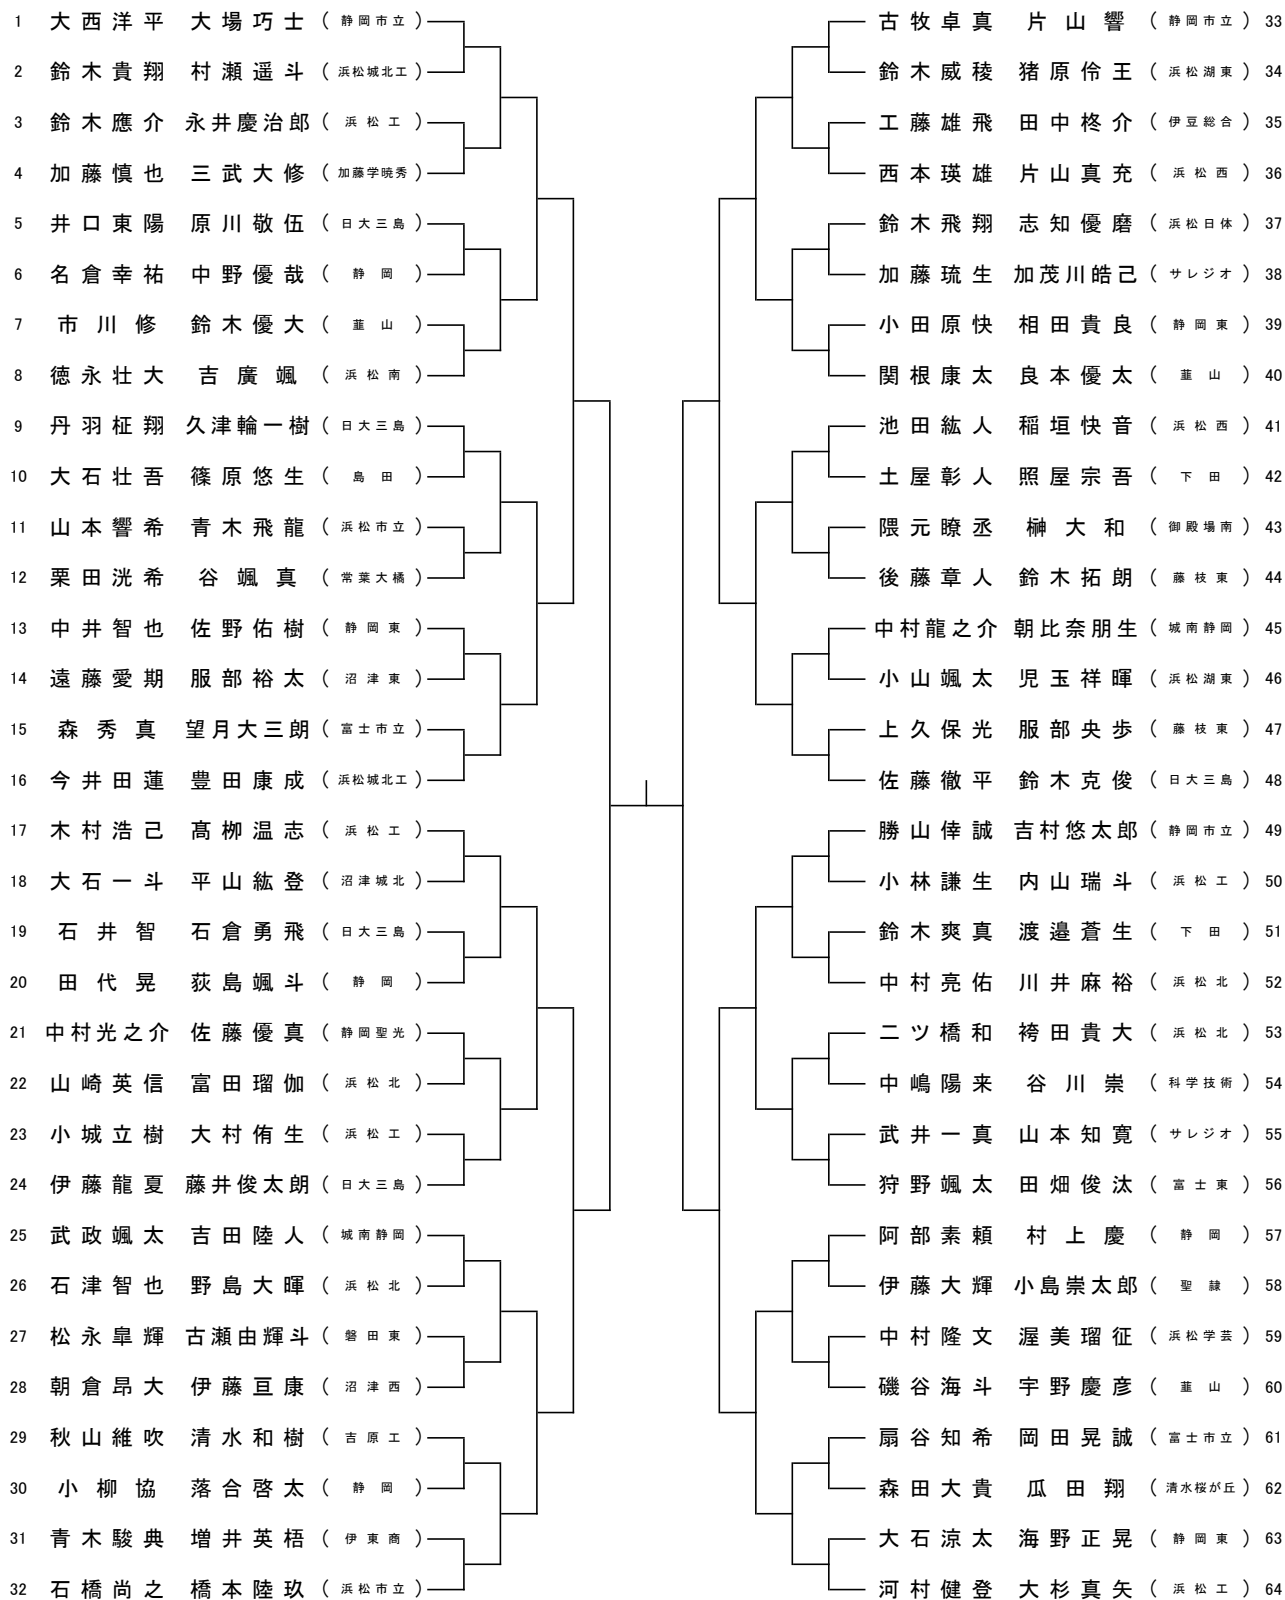 1 大西洋平 大場巧士 (静岡市立)
2 鈴木貴翔 村瀬遥斗 (浜松城北工)
3 鈴木應介 永井慶治郎 (浜松工)
4 加藤慎也 三武大修 (加藤学暁秀)
5 井口東陽 原川敬伍 (日大三島)
6 名倉幸祐 中野優哉 (静岡)
7 市川修 鈴木優大 (韮山)
8 徳永壮大 吉廣颯 (浜松南)
9 丹羽柾翔 久津輪一樹 (日大三島)
10 大石壮吾 篠原悠生 (島田)
11 山本響希 青木飛龍 (浜松市立)
12 栗田洸希 谷颯真 (常葉大橘)
13 中井智也 佐野佑樹 (静岡東)
14 遠藤愛期 服部裕太 (沼津東)
15 森秀真 望月大三朗 (富士市立)
16 今井田蓮 豊田康成 (浜松城北工)
17 木村浩己 髙栁温志 (浜松工)
18 大石一斗 平山紘登 (沼津城北)
19 石井智 石倉勇飛 (日大三島)
20 田代晃 荻島颯斗 (静岡)
21 中村光之介 佐藤優真 (静岡聖光)
22 山崎英信 富田瑠伽 (浜松北)
23 小城立樹 大村侑生 (浜松工)
24 伊藤龍夏 藤井俊太朗 (日大三島)
25 武政颯太 吉田陸人 (城南静岡)
26 石津智也 野島大暉 (浜松北)
27 松永皐輝 古瀬由輝斗 (磐田東)
28 朝倉昂大 伊藤亘康 (沼津西)
29 秋山維吹 清水和樹 (吉原工)
30 小柳協 落合啓太 (静岡)
31 青木駿典 増井英梧 (伊東商)
32 石橋尚之 橋本陸玖 (浜松市立)
古牧卓真 片山響 (静岡市立) 33
鈴木威稜 猪原伶王 (浜松湖東) 34
工藤雄飛 田中柊介 (伊豆総合) 35
西本瑛雄 片山真充 (浜松西) 36
鈴木飛翔 志知優磨 (浜松日体) 37
加藤琉生 加茂川皓己 (サレジオ) 38
小田原快 相田貴良 (静岡東) 39
関根康太 良本優太 (韮山) 40
池田紘人 稲垣快音 (浜松西) 41
土屋彰人 照屋宗吾 (下田) 42
隈元暸丞 榊大和 (御殿場南) 43
後藤章人 鈴木拓朗 (藤枝東) 44
中村龍之介 朝比奈朋生 (城南静岡) 45
小山颯太 児玉祥暉 (浜松湖東) 46
上久保光 服部央歩 (藤枝東) 47
佐藤徹平 鈴木克俊 (日大三島) 48
勝山倖誠 吉村悠太郎 (静岡市立) 49
小林謙生 内山瑞斗 (浜松工) 50
鈴木爽真 渡邉蒼生 (下田) 51
中村亮佑 川井麻裕 (浜松北) 52
二ツ橋和 袴田貴大 (浜松北) 53
中嶋陽来 谷川崇 (科学技術) 54
武井一真 山本知寛 (サレジオ) 55
狩野颯太 田畑俊汰 (富士東) 56
阿部素頼 村上慶 (静岡) 57
伊藤大輝 小島崇太郎 (聖隷) 58
中村隆文 渥美瑠征 (浜松学芸) 59
磯谷海斗 宇野慶彦 (韮山) 60
扇谷知希 岡田晃誠 (富士市立) 61
森田大貴 瓜田翔 (清水桜が丘) 62
大石涼太 海野正晃 (静岡東) 63
河村健登 大杉真矢 (浜松工) 64